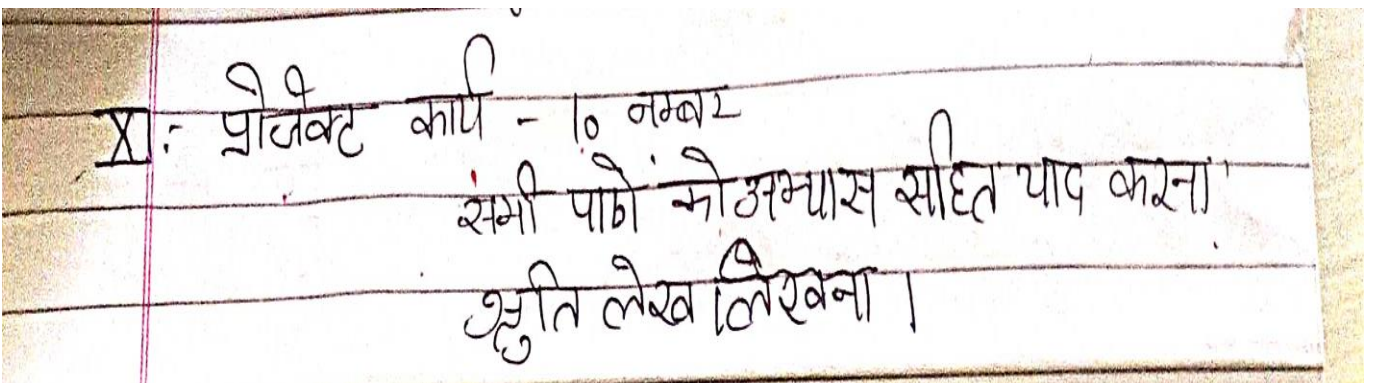 XI:- प्रोजेक्ट कार्य - 10 नम्बर
सभी पाठों को अभ्यास सहित याद करना
श्रुति लेख लिखना ।